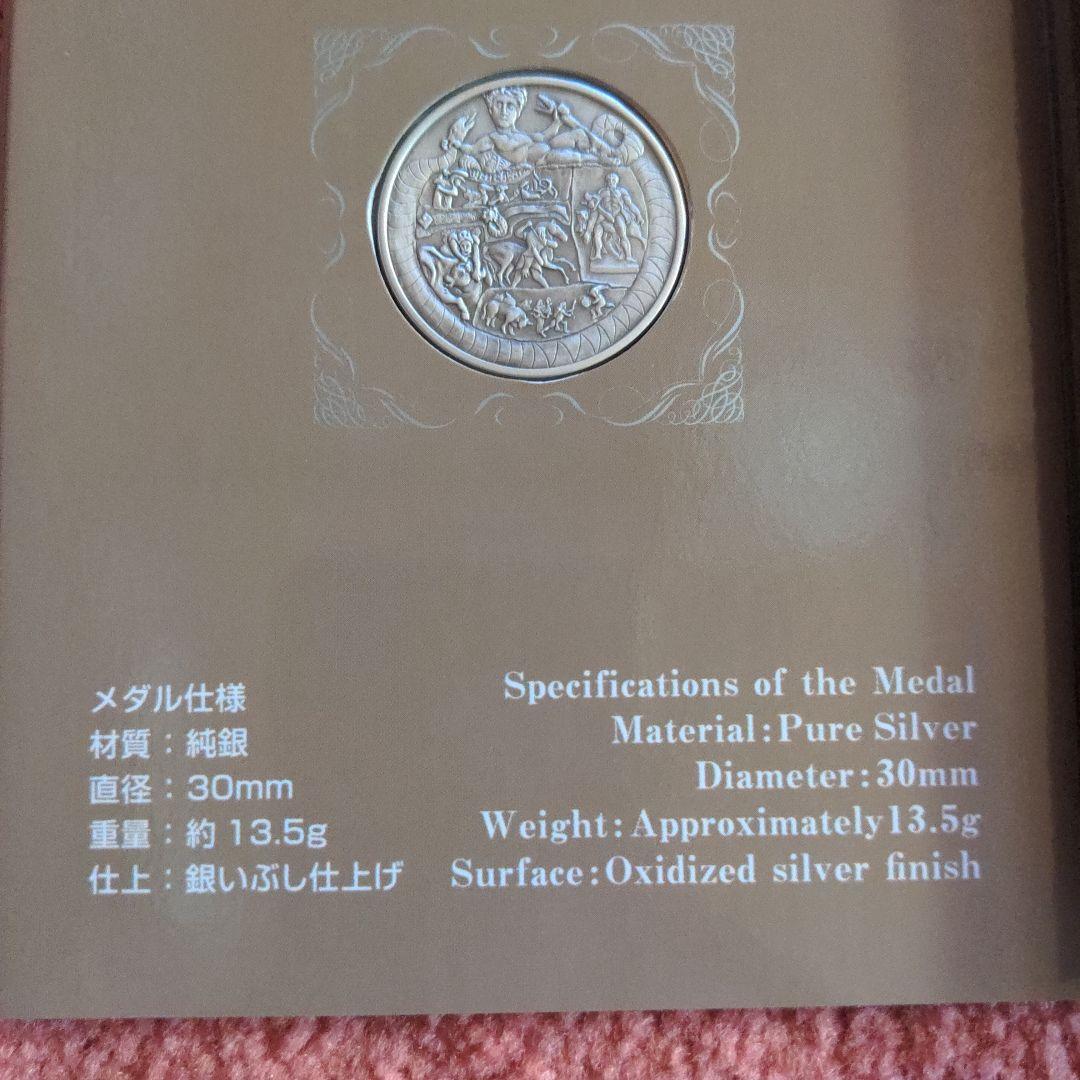 メダル仕様
材質：純銀
直径：30mm
重量：約 13.5g
仕上：銀いぶし仕上げ
Specifications of the Medal
Material:Pure Silver
Diameter:30mm
Weight:Approximately13.5g
Surface:Oxidized silver finish